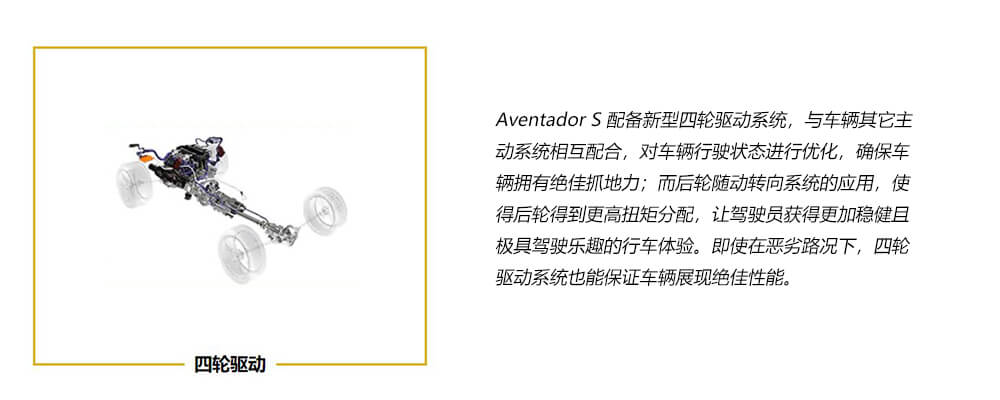 Aventador S 配备新型四轮驱动系统，与车辆其它主
动系统相互配合，对车辆行驶状态进行优化，确保车
辆拥有绝佳抓地力；而后轮随动转向系统的应用，使
得后轮得到更高扭矩分配，让驾驶员获得更加稳健且
极具驾驶乐趣的行车体验。即使在恶劣路况下，四轮
驱动系统也能保证车辆展现绝佳性能。
四轮驱动